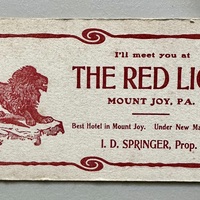 I'll meet you at
THE RED LIO
MOUNT JOY, PA.
Best Hotel in Mount Joy. Under New Ma
I. D. SPRINGER, Prop.